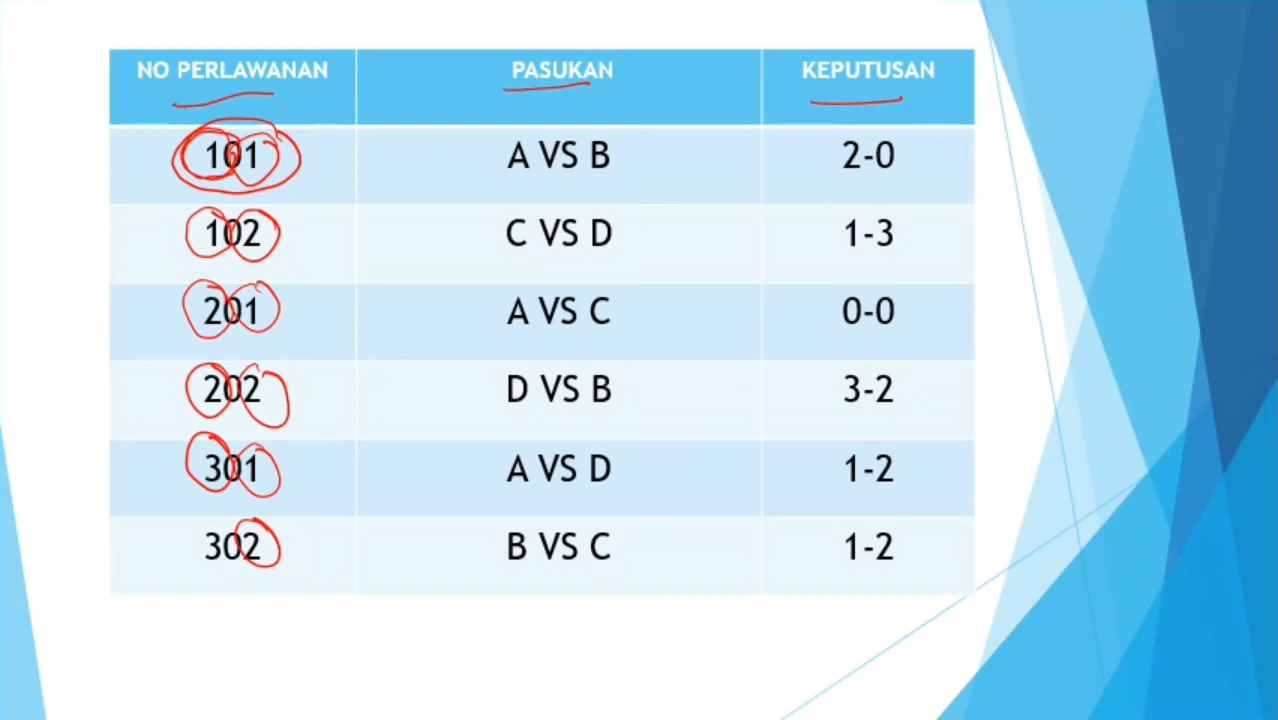 NO PERLAWANAN PASUKAN KEPUTUSAN
101 A VS B 2-0
102 C VS D 1-3
201 A VS C 0-0
202 D VS B 3-2
301 A VS D 1-2
302 B VS C 1-2